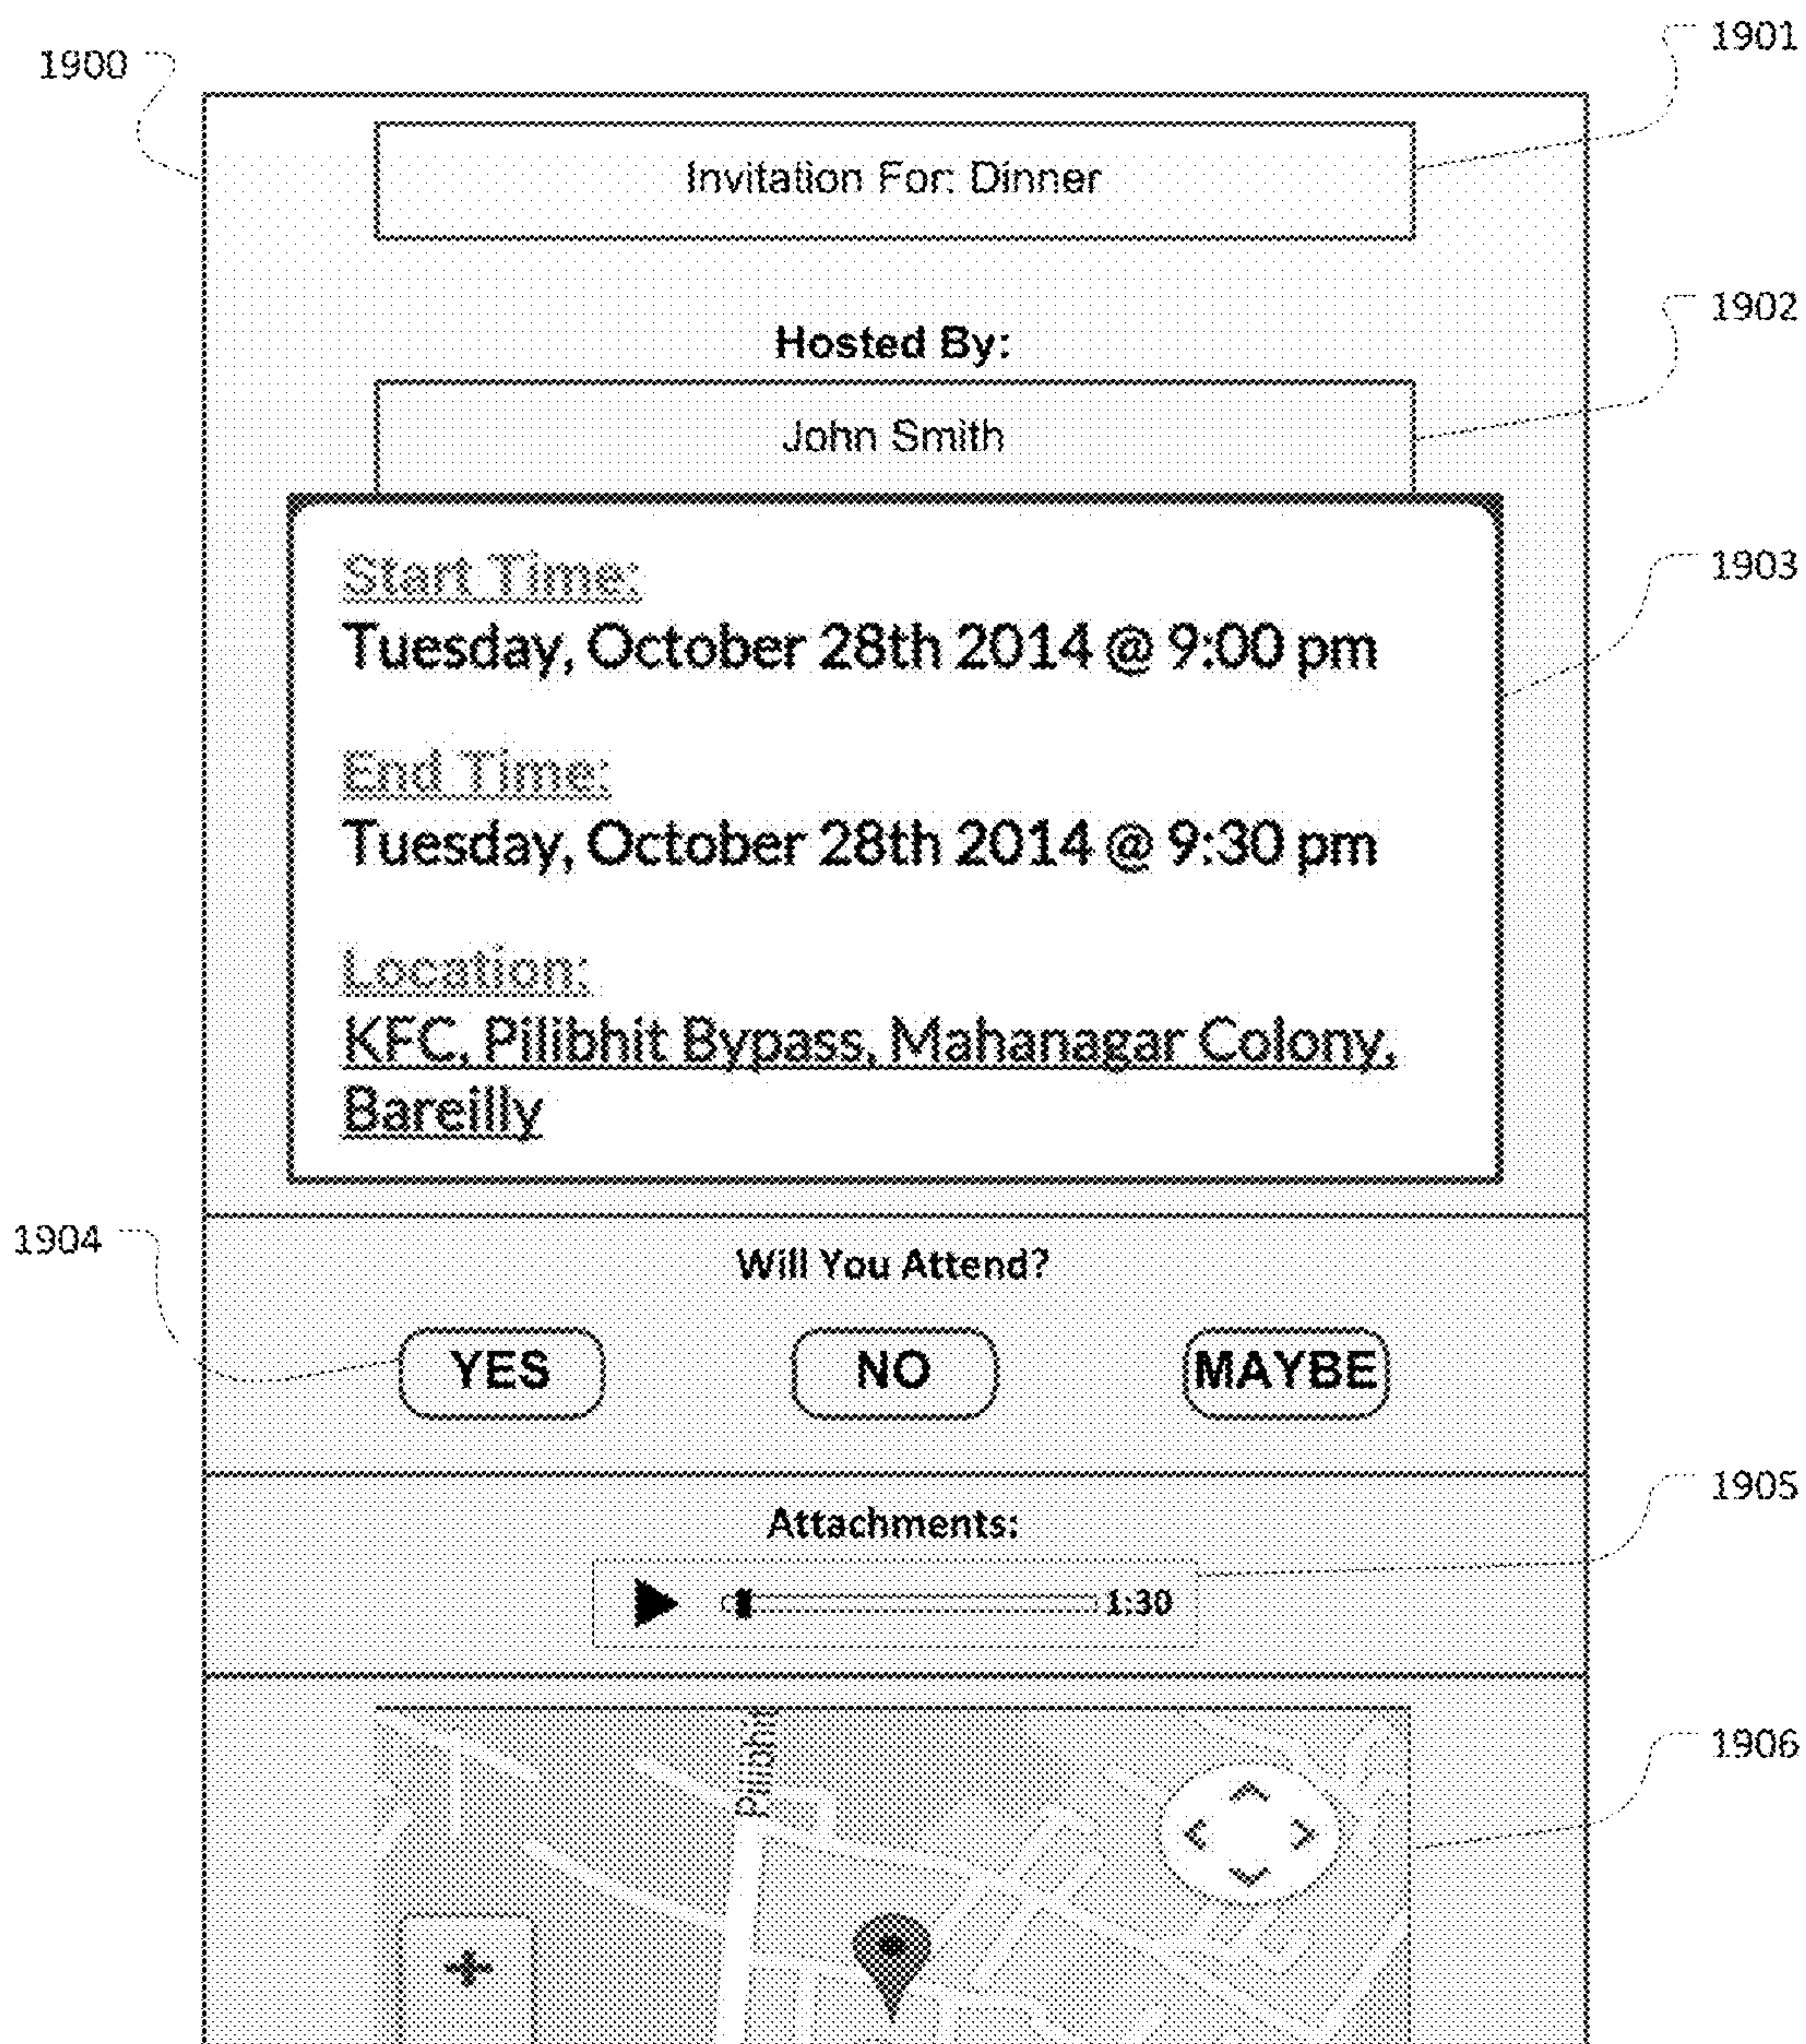 1900
1901
Invitation For: Dinner
1902
Hosted By:
John Smith
1903
Start Time:
Tuesday, October 28th 2014 @ 9:00 pm
End Time:
Tuesday, October 28th 2014 @ 9:30 pm
Location:
KFC, Pilibhit Bypass, Mahanagar Colony,
Bareilly
1904
Will You Attend?
YES NO MAYBE
1905
Attachments:
1:30
1906
Pilibhit
+